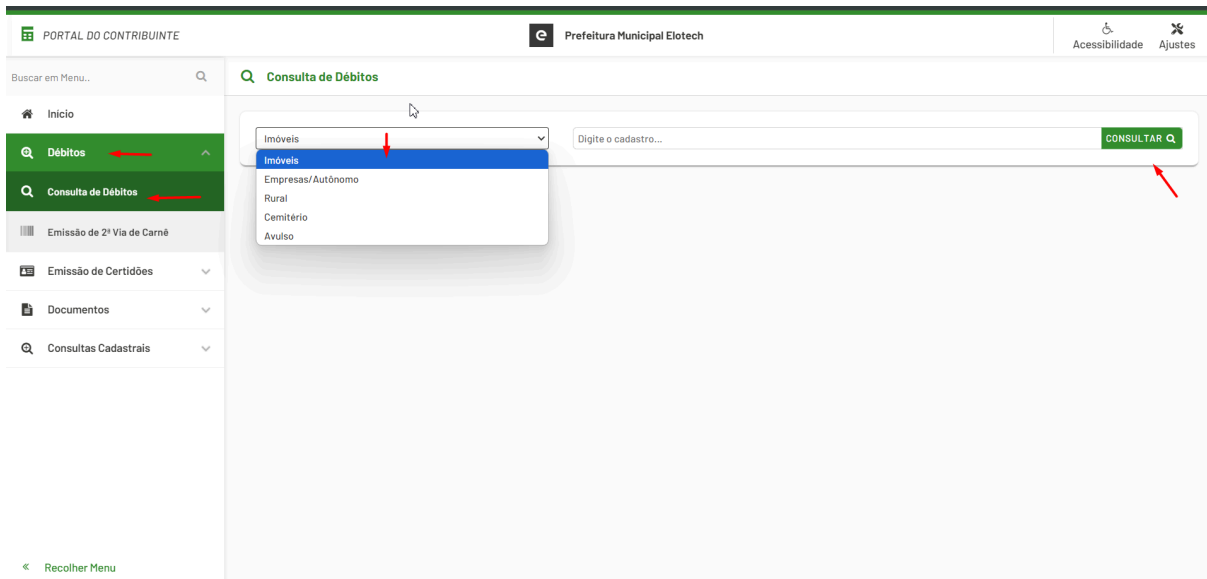 PORTAL DO CONTRIBUINTE
e Prefeitura Municipal Elotech
Acessibilidade
Ajustes
Buscar em Menu..
Consulta de Débitos
Início
Débitos
Consulta de Débitos
Emissão de 2ª Via de Carnê
Emissão de Certidões
Documentos
Consultas Cadastrais
Imóveis
Digite o cadastro...
CONSULTAR
Imóveis
Empresas/Autônomo
Rural
Cemitério
Avulso
Recolher Menu